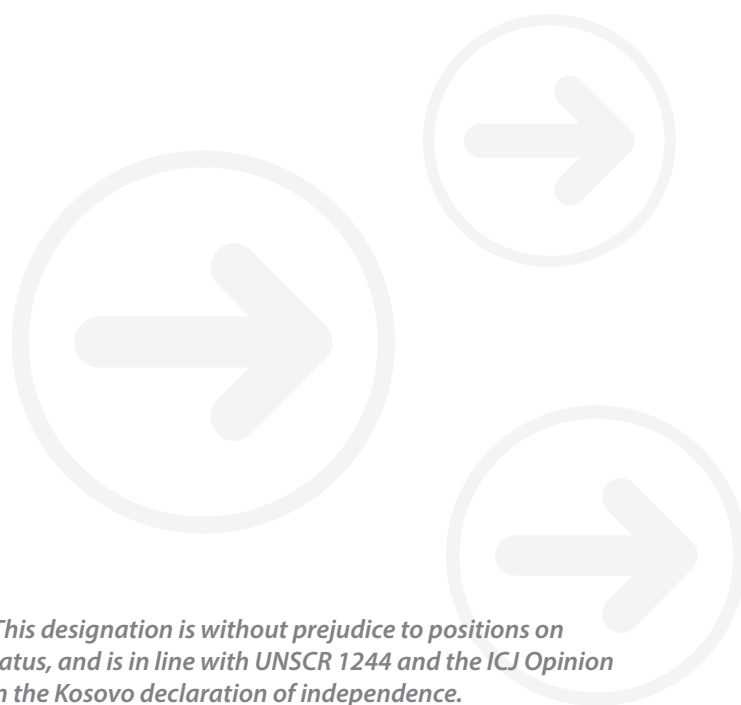 This designation is without prejudice to positions on
atus, and is in line with UNSCR 1244 and the ICJ Opinion
n the Kosovo declaration of independence.